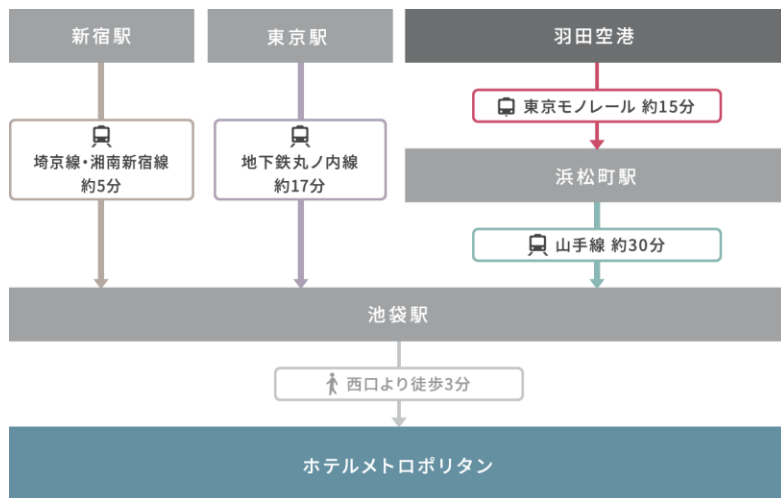 新宿駅
東京駅
羽田空港
東京モノレール 約15分
埼京線・湘南新宿線
約5分
地下鉄丸ノ内線
約17分
浜松町駅
山手線 約30分
池袋駅
西口より徒歩3分
ホテルメトロポリタン